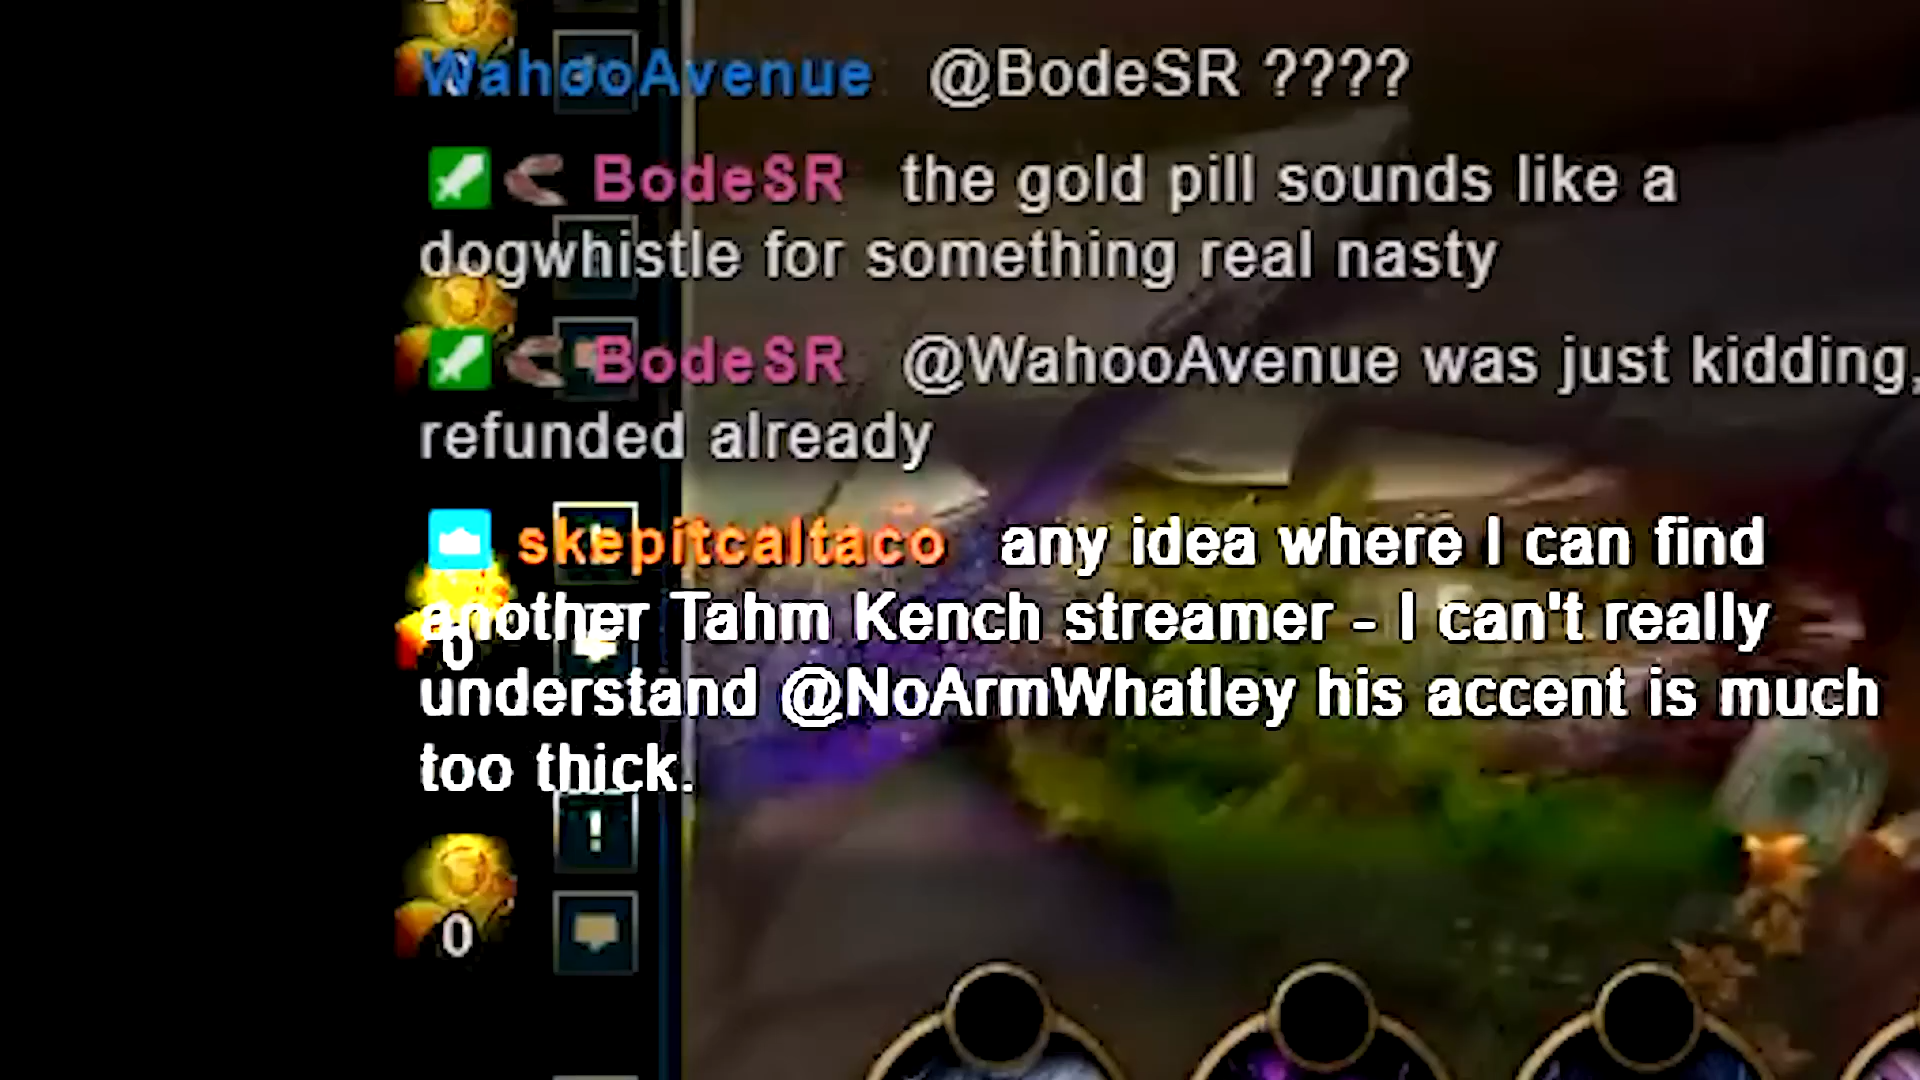 WahooAvenue @BodeSR ????
BodeSR the gold pill sounds like a
dogwhistle for something real nasty
BodeSR @WahooAvenue was just kidding,
refunded already
skepitcaltaco any idea where I can find
another Tahm Kench streamer - I can't really
0
understand @NoArmWhatley his accent is much
too thick.
!
0